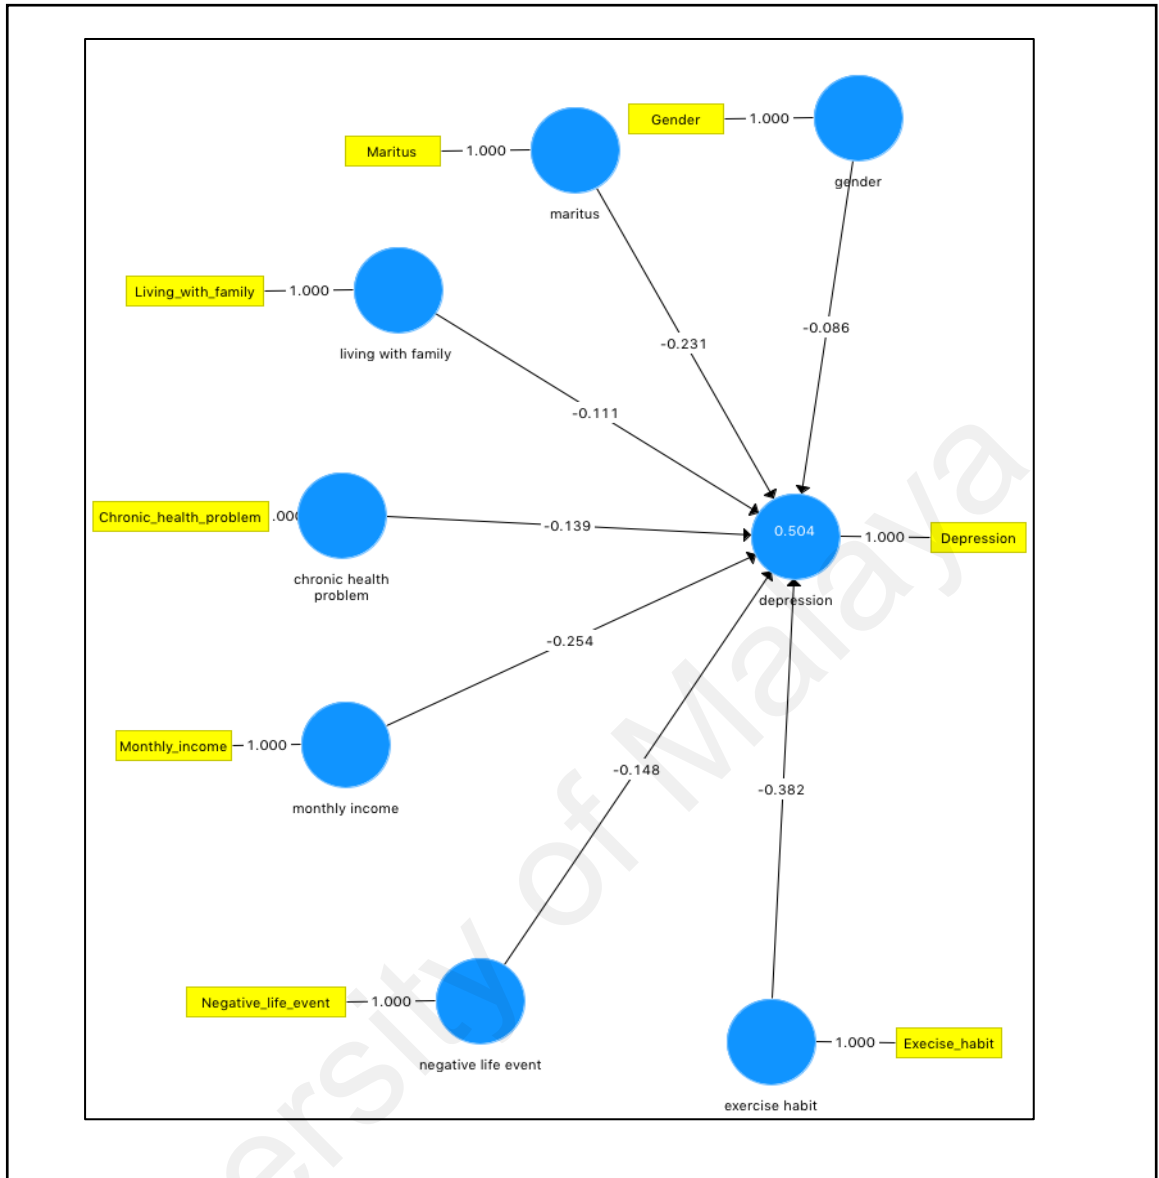 Gender
1.000
gender
Maritus
1.000
maritus
Living_with_family
1.000
living with family
-0.086
-0.231
-0.111
Chronic_health_problem
.000
chronic health
problem
-0.139
0.504
1.000
Depression
depression
-0.254
Monthly_income
1.000
monthly income
-0.148
-0.382
Negative_life_event
1.000
negative life event
1.000
Execise_habit
exercise habit
ersity of Malaya